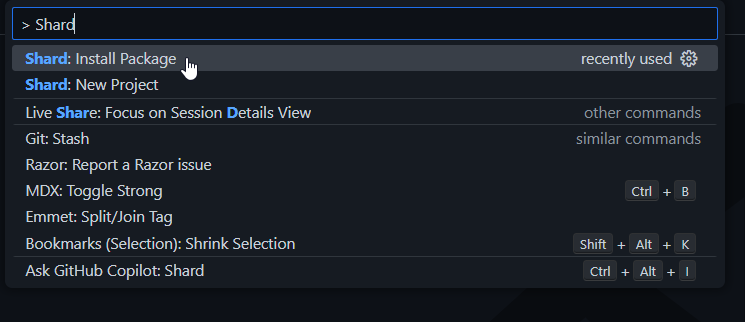 > Shard
Shard: Install Package recently used
Shard: New Project
Live Share: Focus on Session Details View other commands
Git: Stash similar commands
Razor: Report a Razor issue
MDX: Toggle Strong Ctrl + B
Emmet: Split/Join Tag
Bookmarks (Selection): Shrink Selection Shift + Alt + K
Ask GitHub Copilot: Shard Ctrl + Alt + I